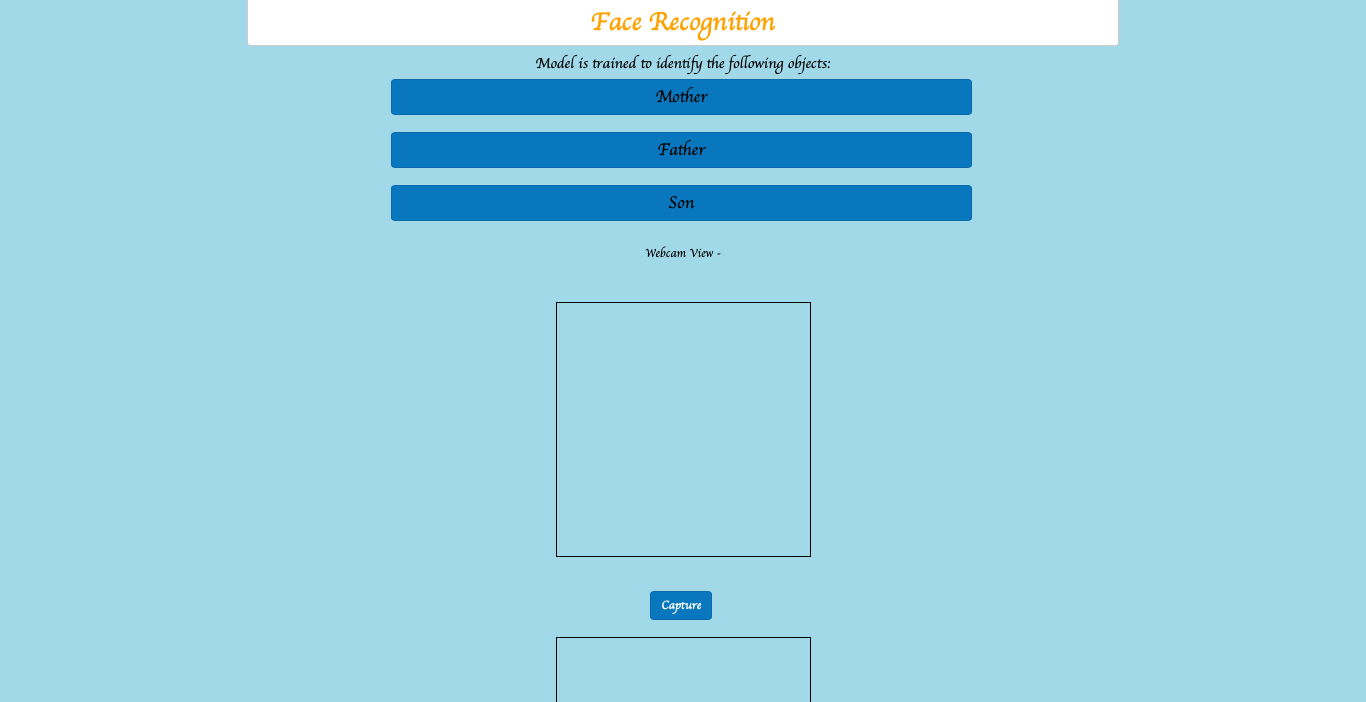 Face Recognition
Model is trained to identify the following objects:
Mother
Father
Son
Webcam View -
Capture